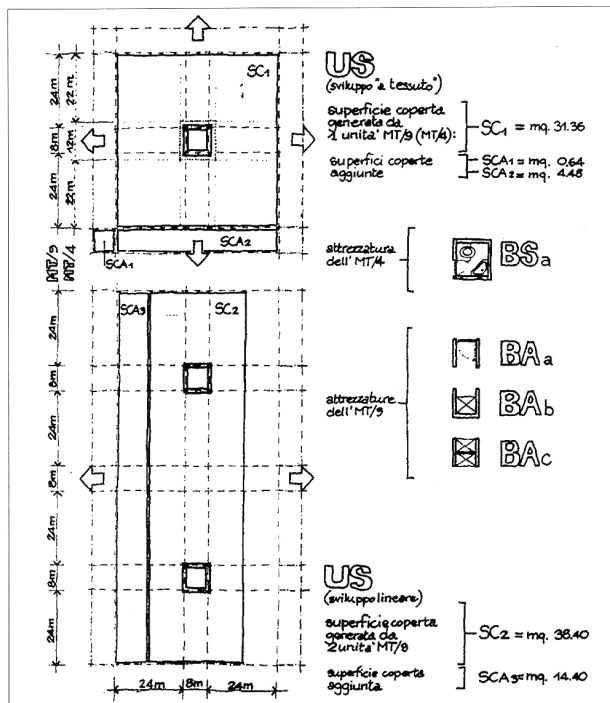 US
(sviluppo "a tessuto")
superficie coperta
generata da
1 unita' MT/9 (MT/4):
SC1 = mq. 31.36
superfici coperte
aggiunte
SCA1 = mq. 0.64
SCA2 = mq. 4.48
24m
8m
24m
22m
12m
22m
MT/9
MT/4
SC1
SCA2
SCA1
attrezzatura
dell' MT/4
BSa
attrezzature
dell' MT/9
BAa
BAb
BAc
SCA3
SC2
24m
8m
24m
8m
24m
8m
24m
24m
8m
24m
US
(sviluppo lineare)
superficie coperta
generata da
2 unita' MT/9
SC2 = mq. 38.40
superficie coperta
aggiunta
SCA3= mq. 14.40